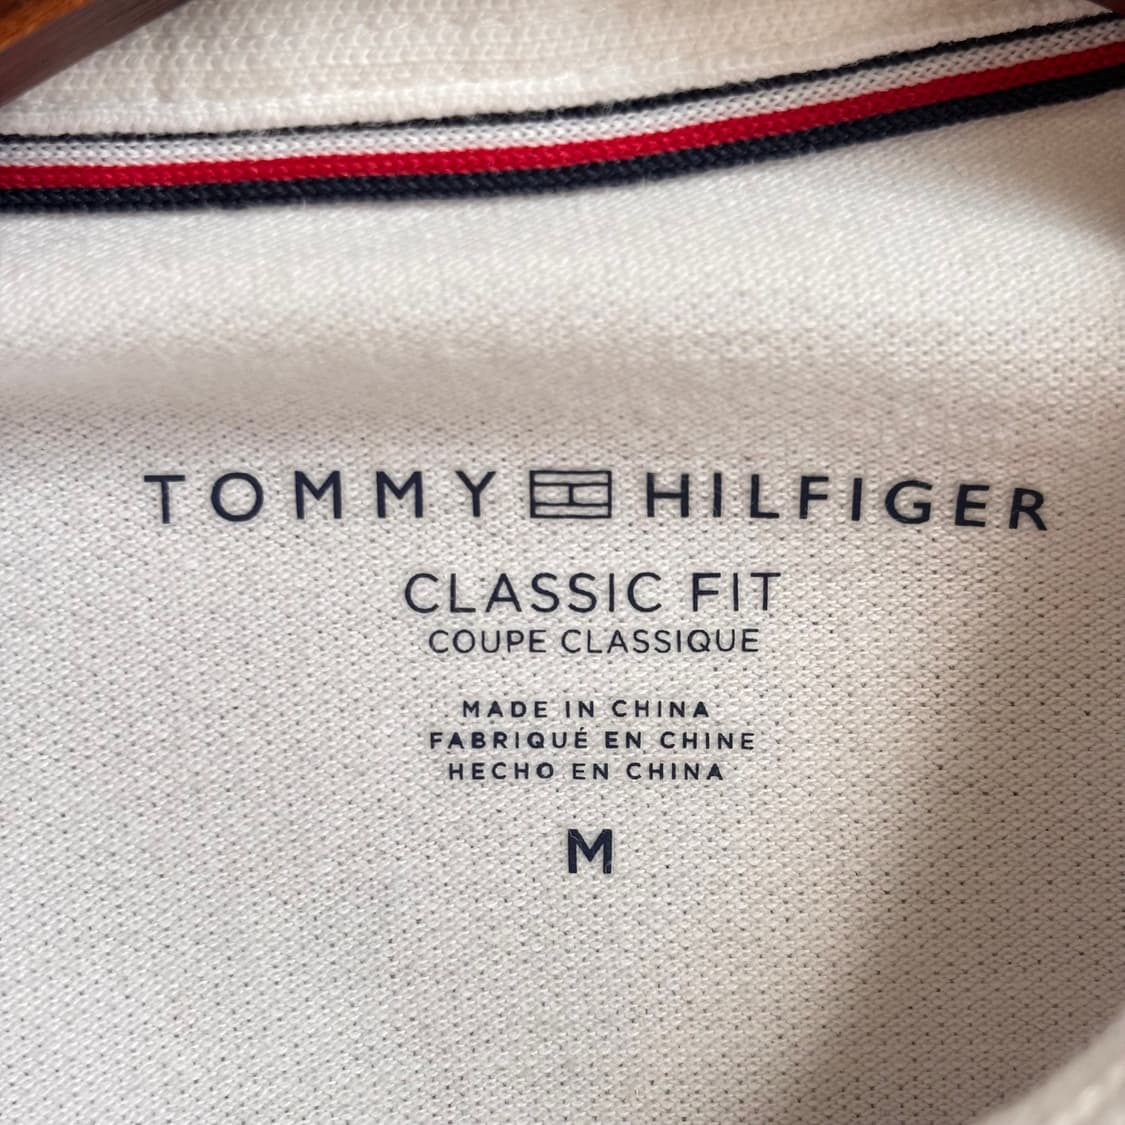 TOMMY HILFIGER
CLASSIC FIT
COUPE CLASSIQUE
MADE IN CHINA
FABRIQUÉ EN CHINE
HECHO EN CHINA
M